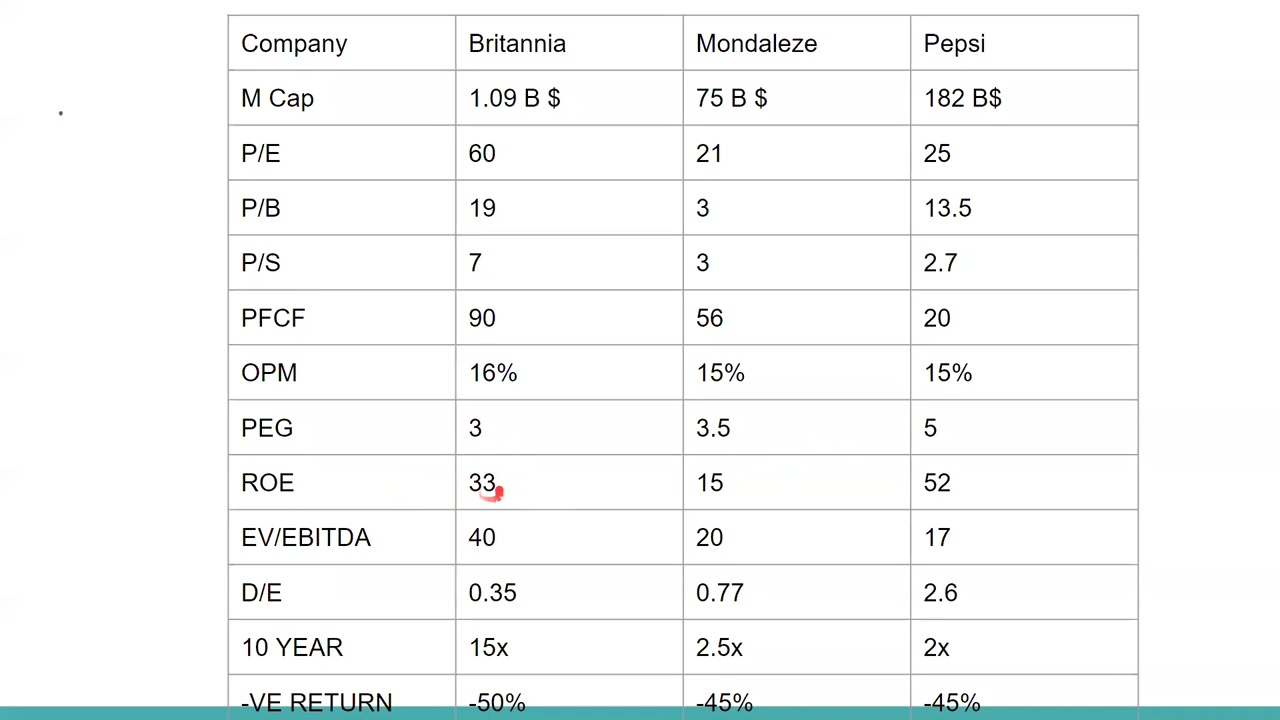 Company Britannia Mondaleze Pepsi
M Cap 1.09 B $ 75 B $ 182 B$
P/E 60 21 25
P/B 19 3 13.5
P/S 7 3 2.7
PFCF 90 56 20
OPM 16% 15% 15%
PEG 3 3.5 5
ROE 33 15 52
EV/EBITDA 40 20 17
D/E 0.35 0.77 2.6
10 YEAR 15x 2.5x 2x
-VE RETURN -50% -45% -45%